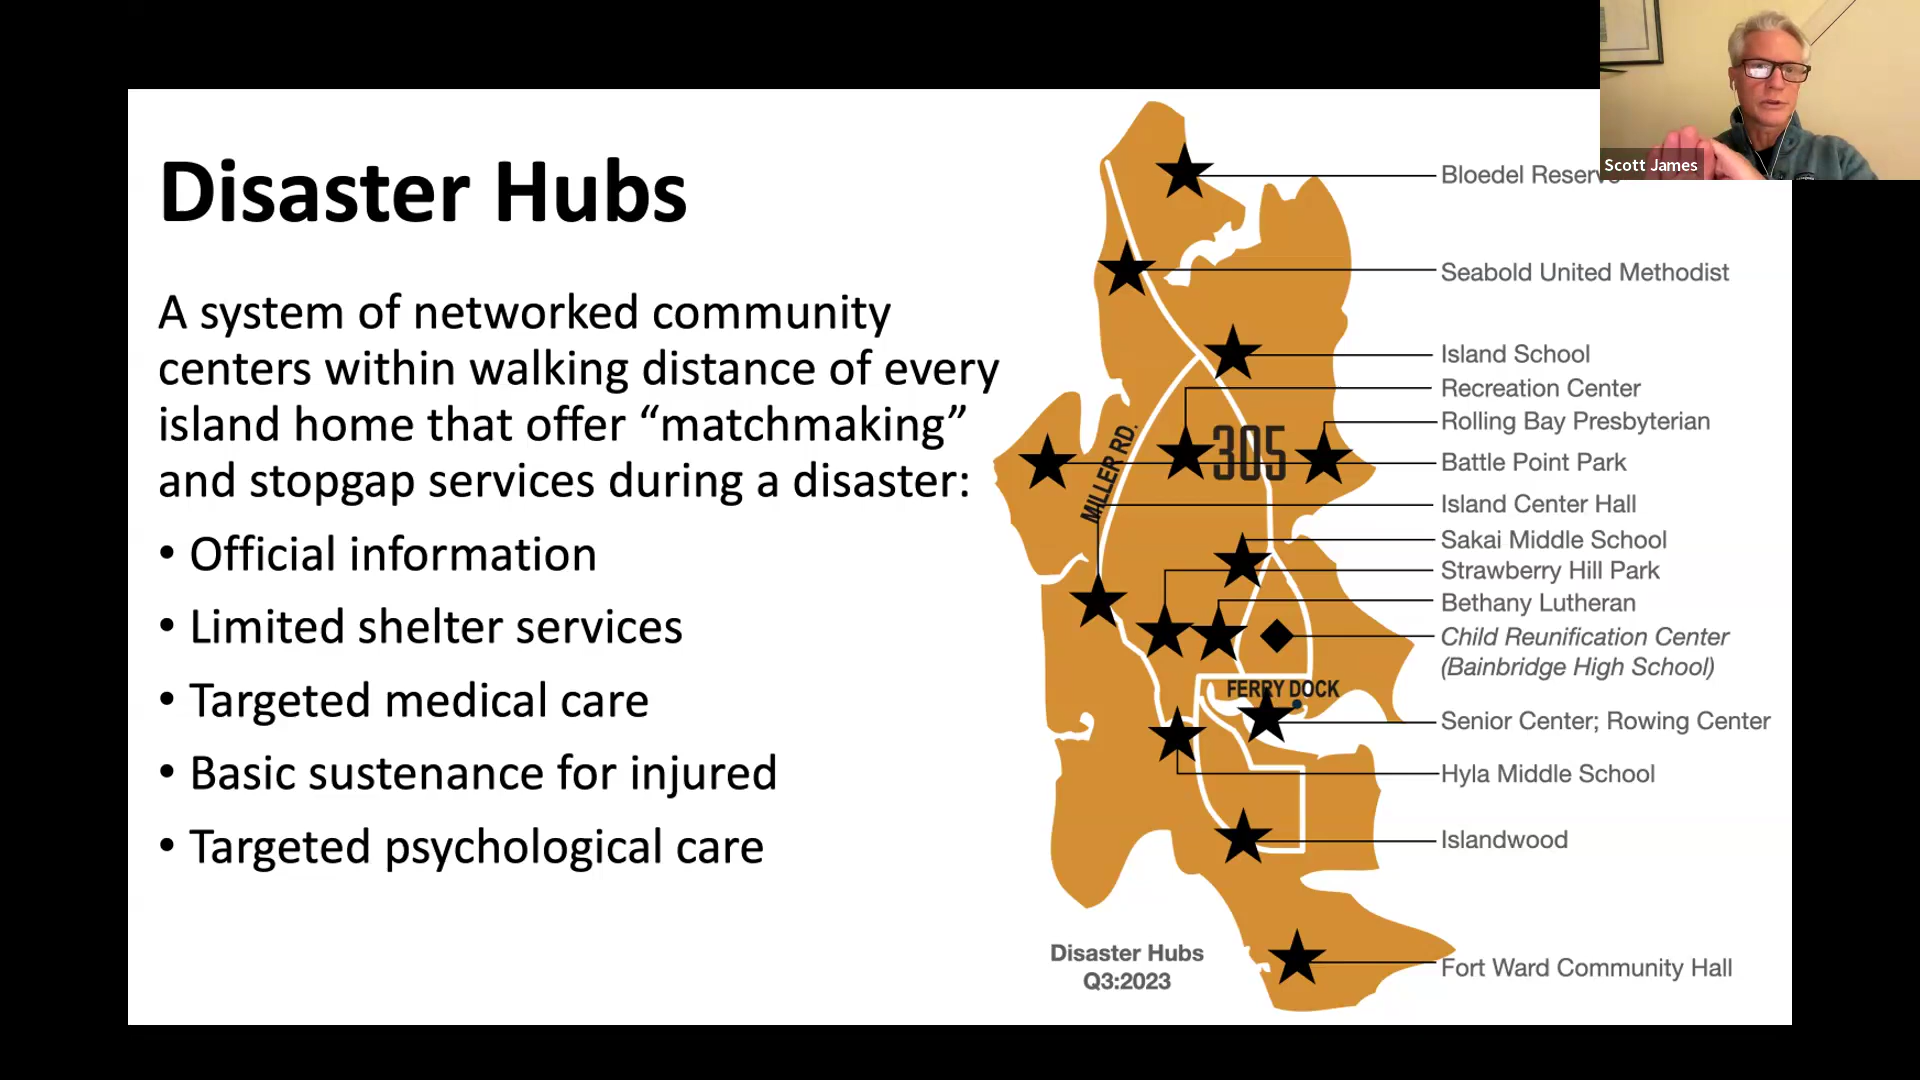 Scott James
Disaster Hubs
A system of networked community
centers within walking distance of every
island home that offer “matchmaking”
and stopgap services during a disaster:
• Official information
• Limited shelter services
• Targeted medical care
• Basic sustenance for injured
• Targeted psychological care
Bloedel Reserve
Seabold United Methodist
Island School
Recreation Center
Rolling Bay Presbyterian
Battle Point Park
Island Center Hall
Sakai Middle School
Strawberry Hill Park
Bethany Lutheran
Child Reunification Center
(Bainbridge High School)
Senior Center; Rowing Center
Hyla Middle School
Islandwood
Fort Ward Community Hall
MILLER RD.
305
FERRY DOCK
Disaster Hubs
Q3:2023